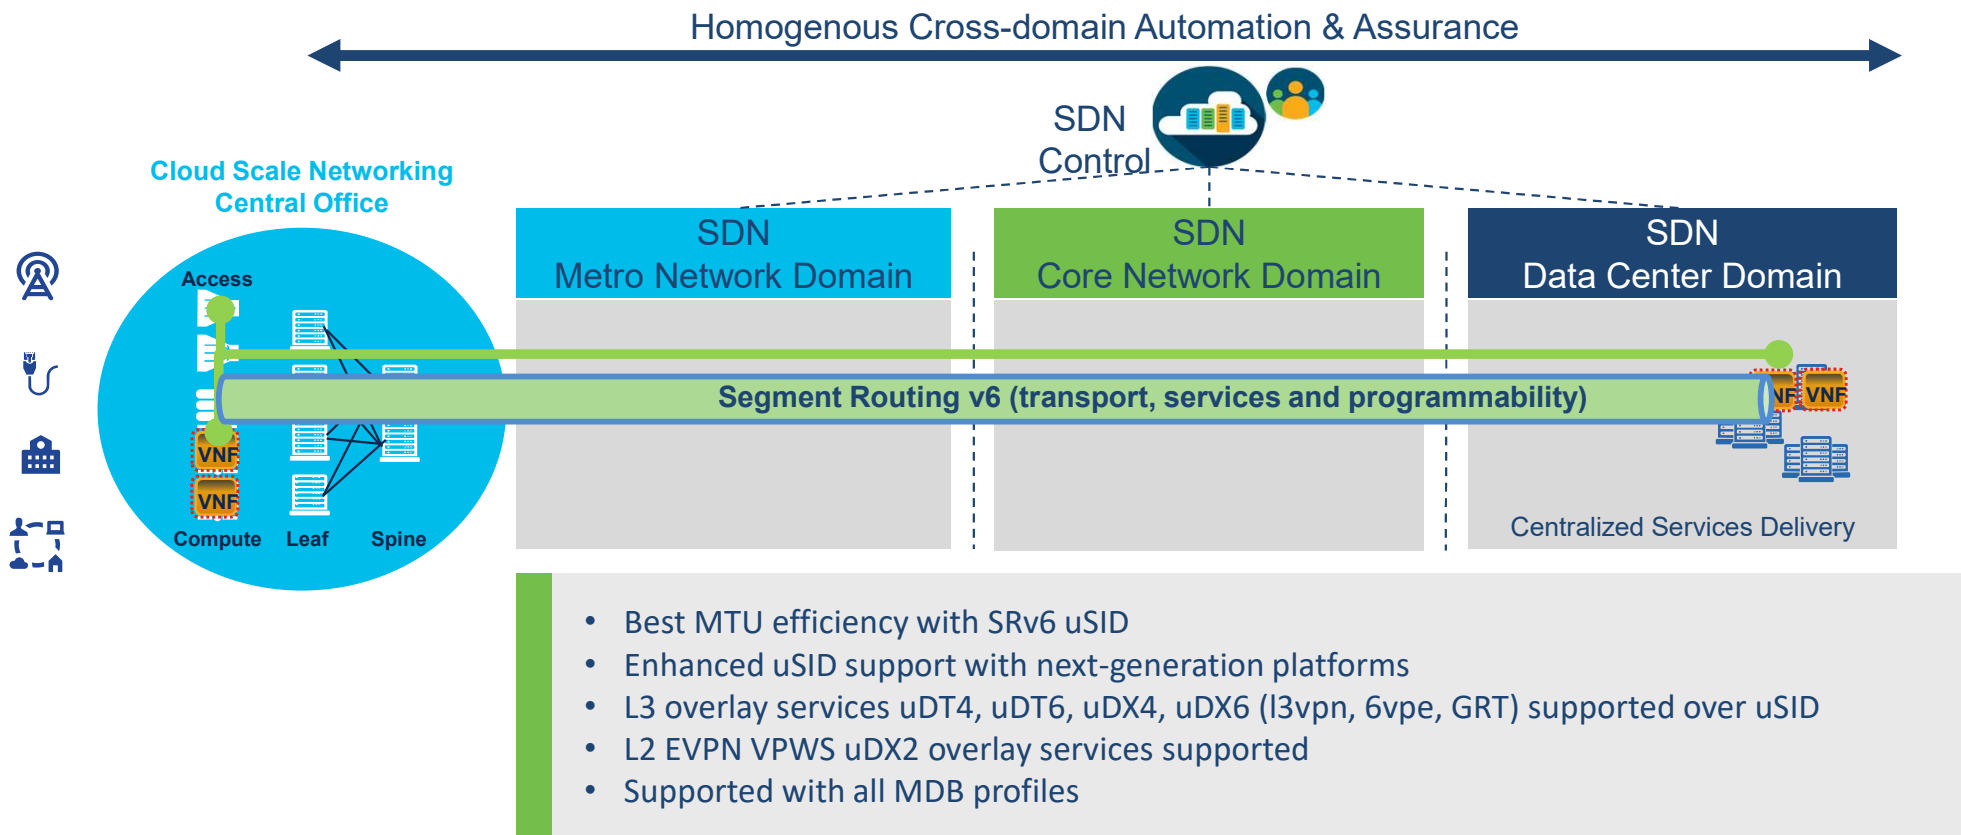 Homogenous Cross-domain Automation & Assurance
SDN
Control
Cloud Scale Networking
Central Office
SDN
Metro Network Domain
SDN
Core Network Domain
SDN
Data Center Domain
Access
Segment Routing v6 (transport, services and programmability)
VNF
VNF
VNF
VNF
Compute
Leaf
Spine
Centralized Services Delivery
• Best MTU efficiency with SRv6 uSID
• Enhanced uSID support with next-generation platforms
• L3 overlay services uDT4, uDT6, uDX4, uDX6 (l3vpn, 6vpe, GRT) supported over uSID
• L2 EVPN VPWS uDX2 overlay services supported
• Supported with all MDB profiles